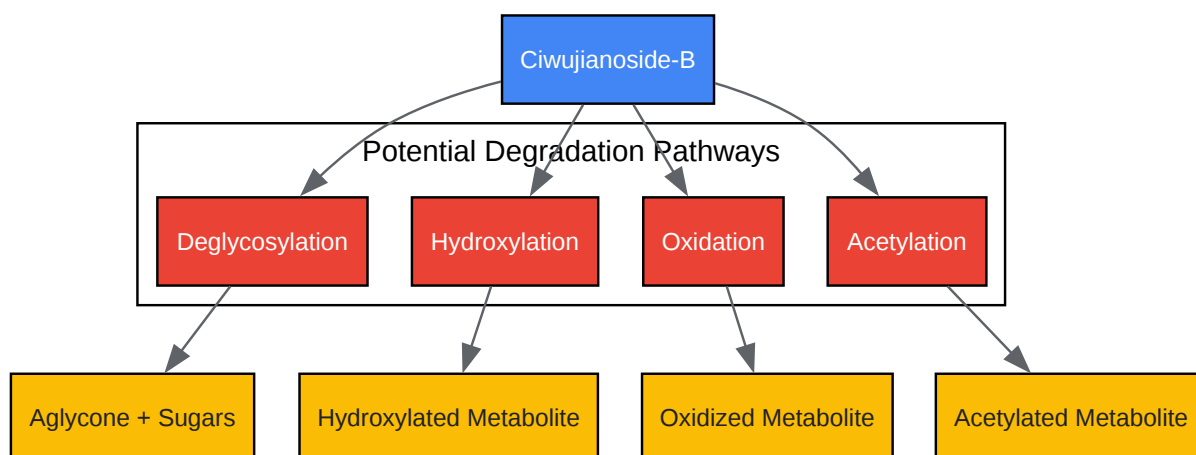 Ciwujianoside-B
Potential Degradation Pathways
Deglycosylation
Hydroxylation
Oxidation
Acetylation
Aglycone + Sugars
Hydroxylated Metabolite
Oxidized Metabolite
Acetylated Metabolite